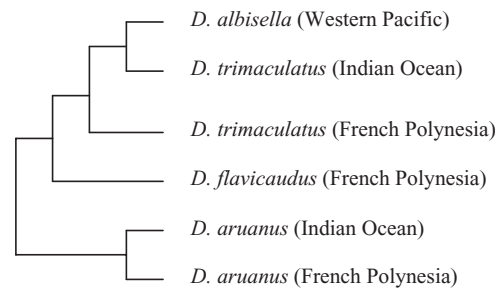 D. albisella (Western Pacific)
D. trimaculatus (Indian Ocean)
D. trimaculatus (French Polynesia)
D. flavicaudus (French Polynesia)
D. aruanus (Indian Ocean)
D. aruanus (French Polynesia)